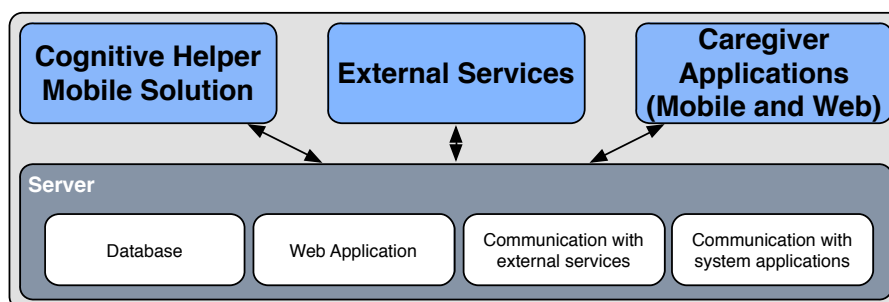 Cognitive Helper
Mobile Solution
External Services
Caregiver
Applications
(Mobile and Web)
Server
Database
Web Application
Communication with
external services
Communication with
system applications